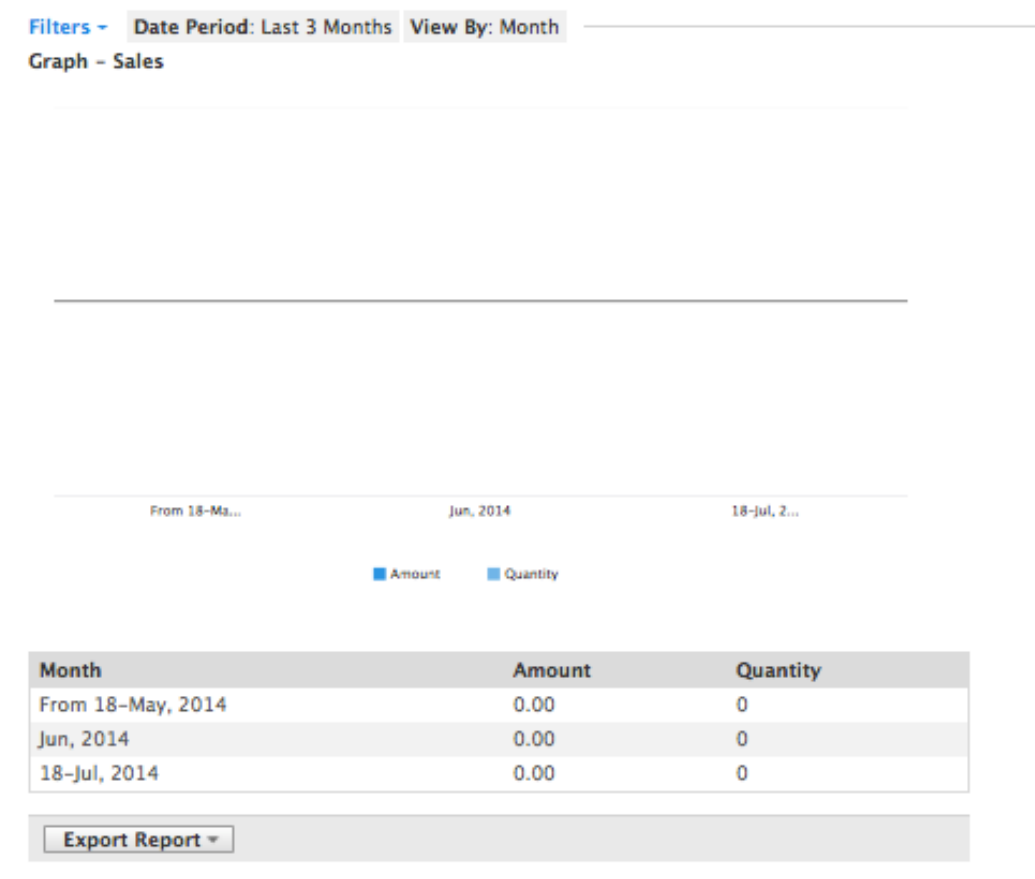 Filters Date Period: Last 3 Months View By: Month
Graph - Sales
From 18-Ma... Jun, 2014 18-Jul, 2...
Amount Quantity
Month Amount Quantity
From 18-May, 2014 0.00 0
Jun, 2014 0.00 0
18-Jul, 2014 0.00 0
Export Report